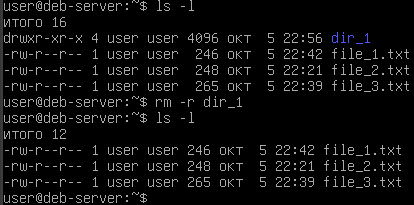 user@deb-server:~$ ls -l
итого 16
drwxr-xr-x 4 user user 4096 окт  5 22:56 dir_1
-rw-r--r-- 1 user user  246 окт  5 22:42 file_1.txt
-rw-r--r-- 1 user user  248 окт  5 22:21 file_2.txt
-rw-r--r-- 1 user user  265 окт  5 22:39 file_3.txt
user@deb-server:~$ rm -r dir_1
user@deb-server:~$ ls -l
итого 12
-rw-r--r-- 1 user user 246 окт  5 22:42 file_1.txt
-rw-r--r-- 1 user user 248 окт  5 22:21 file_2.txt
-rw-r--r-- 1 user user 265 окт  5 22:39 file_3.txt
user@deb-server:~$